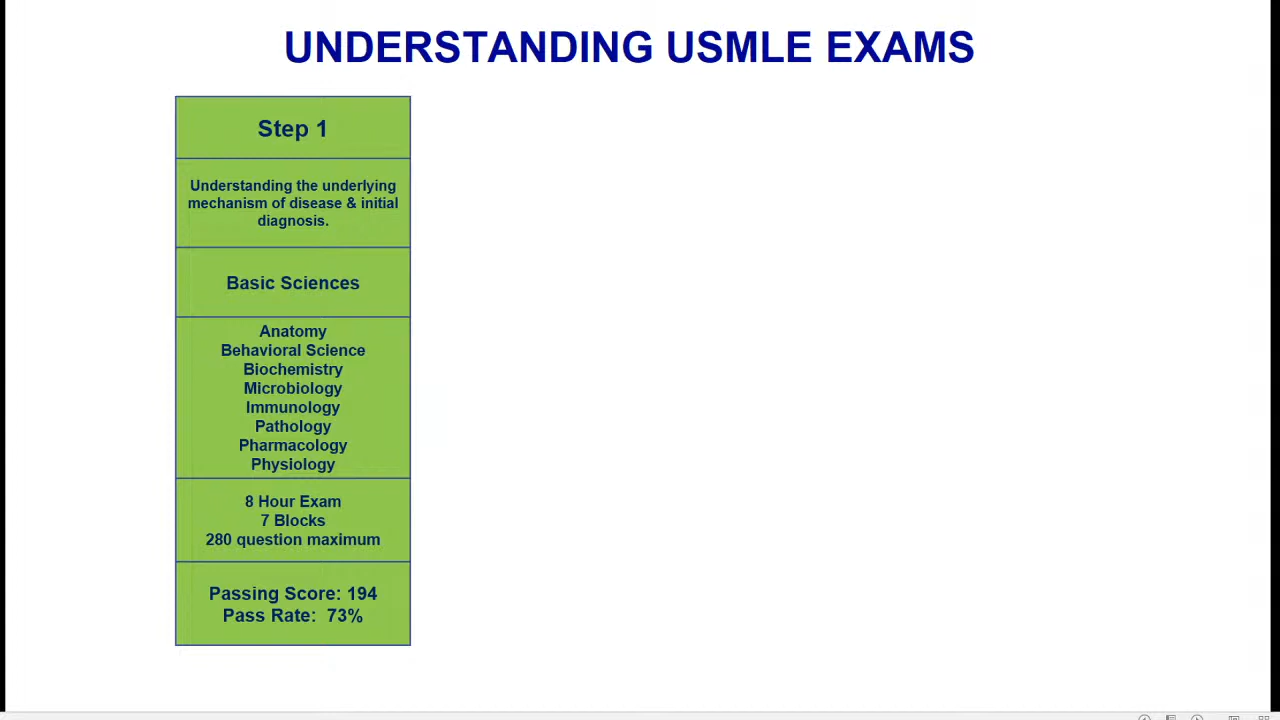 UNDERSTANDING USMLE EXAMS
Step 1
Understanding the underlying
mechanism of disease & initial
diagnosis.
Basic Sciences
Anatomy
Behavioral Science
Biochemistry
Microbiology
Immunology
Pathology
Pharmacology
Physiology
8 Hour Exam
7 Blocks
280 question maximum
Passing Score: 194
Pass Rate:  73%